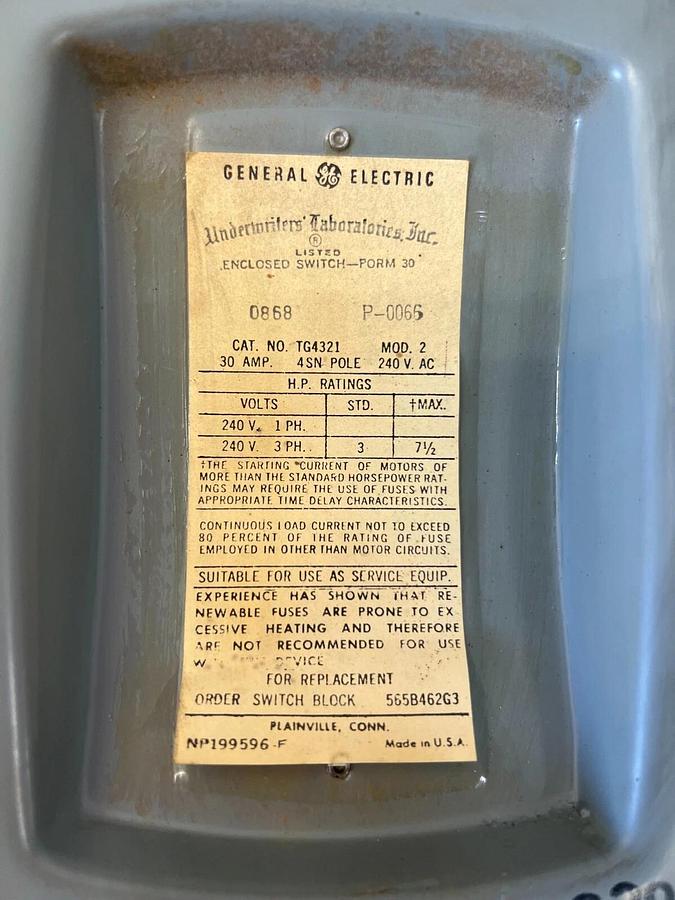 GENERAL GE ELECTRIC
Underwriters' Laboratories, Inc.
®
LISTED
ENCLOSED SWITCH—FORM 30
0868 P-0066
CAT. NO. TG4321 MOD. 2
30 AMP. 4SN POLE 240 V. AC
H.P. RATINGS
VOLTS STD. †MAX.
240 V. 1 PH.
240 V. 3 PH. 3 7½
†THE STARTING CURRENT OF MOTORS OF
MORE THAN THE STANDARD HORSEPOWER RAT-
INGS MAY REQUIRE THE USE OF FUSES WITH
APPROPRIATE TIME DELAY CHARACTERISTICS.
CONTINUOUS LOAD CURRENT NOT TO EXCEED
80 PERCENT OF THE RATING OF FUSE
EMPLOYED IN OTHER THAN MOTOR CIRCUITS.
SUITABLE FOR USE AS SERVICE EQUIP.
EXPERIENCE HAS SHOWN THAT RE-
NEWABLE FUSES ARE PRONE TO EX-
CESSIVE HEATING AND THEREFORE
ARE NOT RECOMMENDED FOR USE
DEVICE
FOR REPLACEMENT
ORDER SWITCH BLOCK 565B462G3
PLAINVILLE, CONN.
NP199596-F Made in U.S.A.